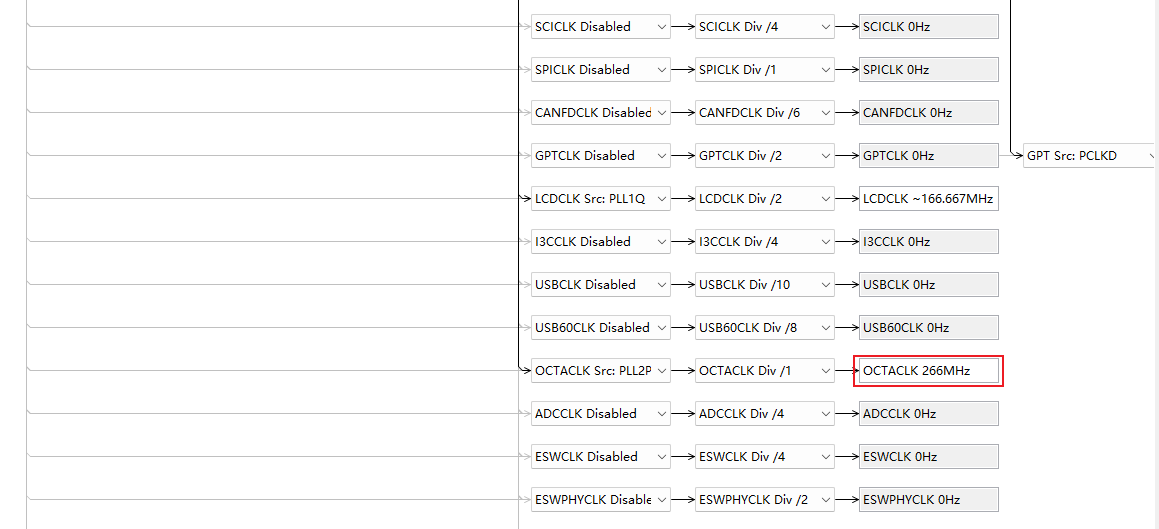 SCICLK Disabled SCICLK Div /4 SCICLK 0Hz
SPICLK Disabled SPICLK Div /1 SPICLK 0Hz
CANFDCLK Disabled CANFDCLK Div /6 CANFDCLK 0Hz
GPTCLK Disabled GPTCLK Div /2 GPTCLK 0Hz GPT Src: PCLKD
LCDCLK Src: PLL1Q LCDCLK Div /2 LCDCLK ~166.667MHz
I3CCLK Disabled I3CCLK Div /4 I3CCLK 0Hz
USBCLK Disabled USBCLK Div /10 USBCLK 0Hz
USB60CLK Disabled USB60CLK Div /8 USB60CLK 0Hz
OCTACLK Src: PLL2P OCTACLK Div /1 OCTACLK 266MHz
ADCCLK Disabled ADCCLK Div /4 ADCCLK 0Hz
ESWCLK Disabled ESWCLK Div /4 ESWCLK 0Hz
ESWPHYCLK Disable ESWPHYCLK Div /2 ESWPHYCLK 0Hz